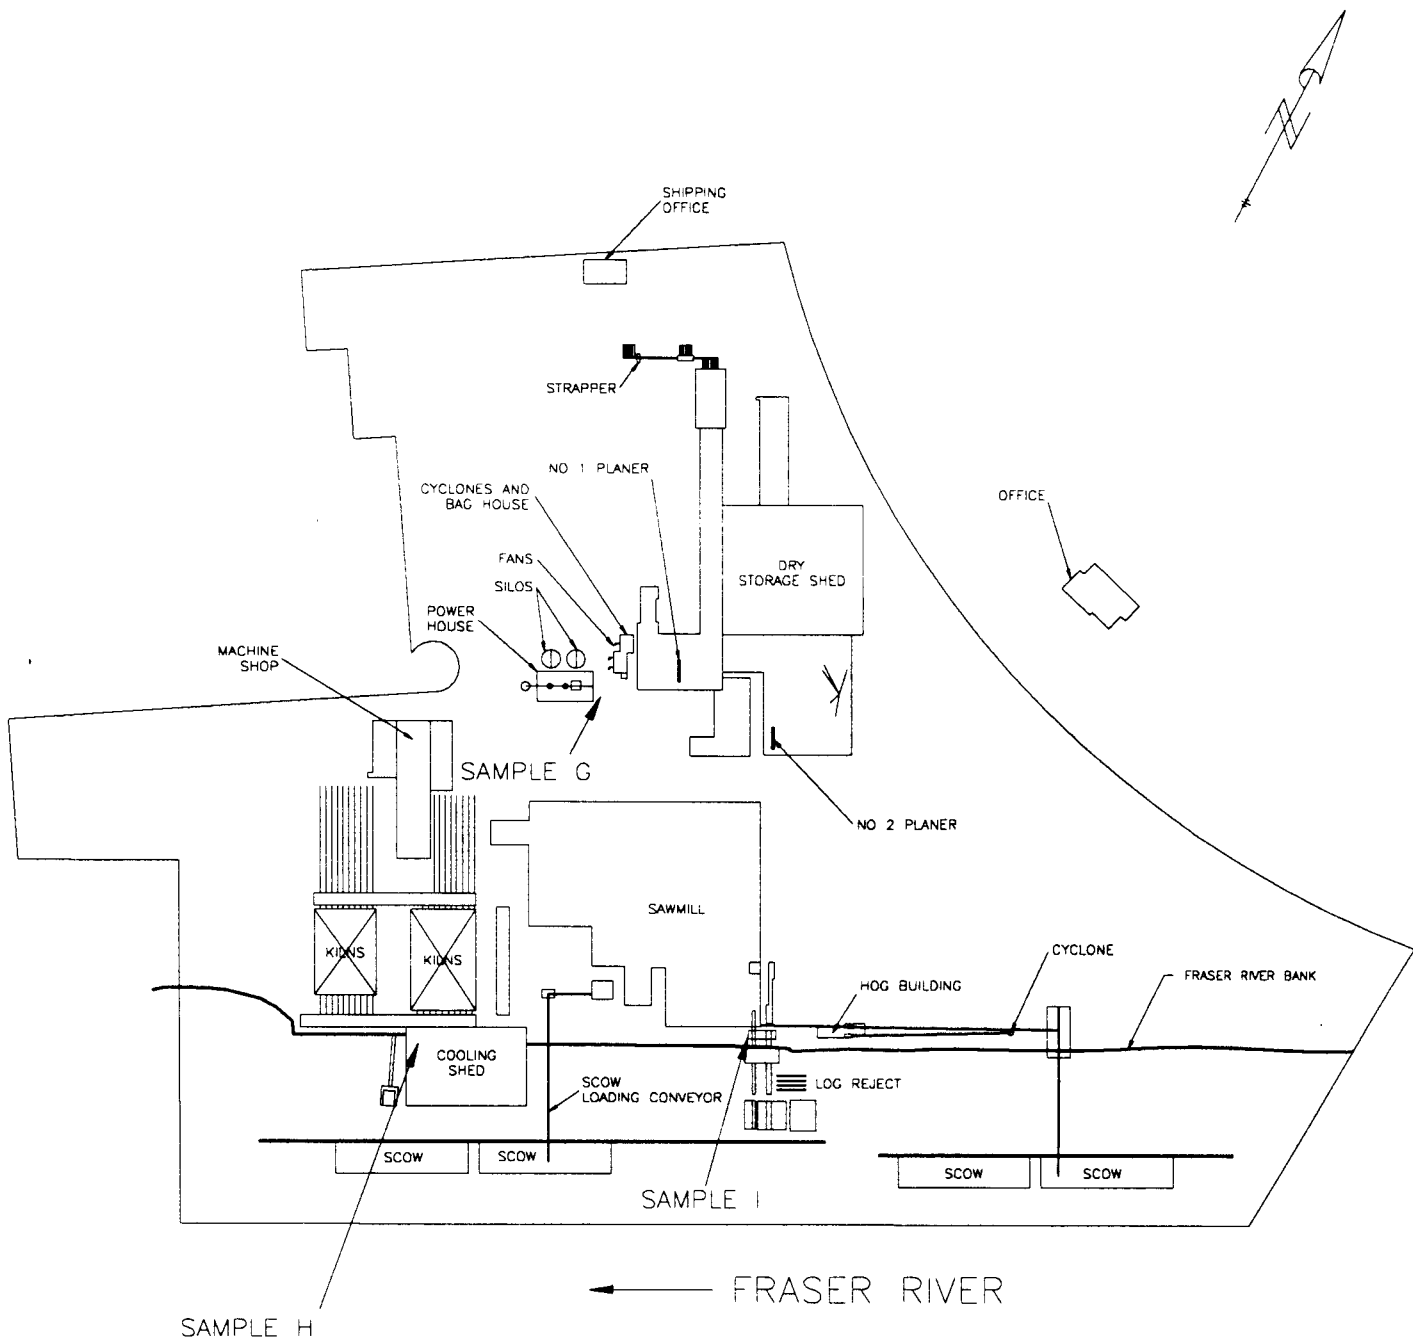 N
SHIPPING
OFFICE
STRAPPER
NO 1 PLANER
CYCLONES AND
BAG HOUSE
OFFICE
FANS
DRY
STORAGE SHED
SILOS
POWER
HOUSE
MACHINE
SHOP
SAMPLE G
NO 2 PLANER
SAWMILL
KILNS
KILNS
CYCLONE
FRASER RIVER BANK
HOG BUILDING
COOLING
SHED
SCOW
LOADING CONVEYOR
LOG REJECT
SCOW
SCOW
SCOW
SCOW
SAMPLE I
FRASER RIVER
SAMPLE H